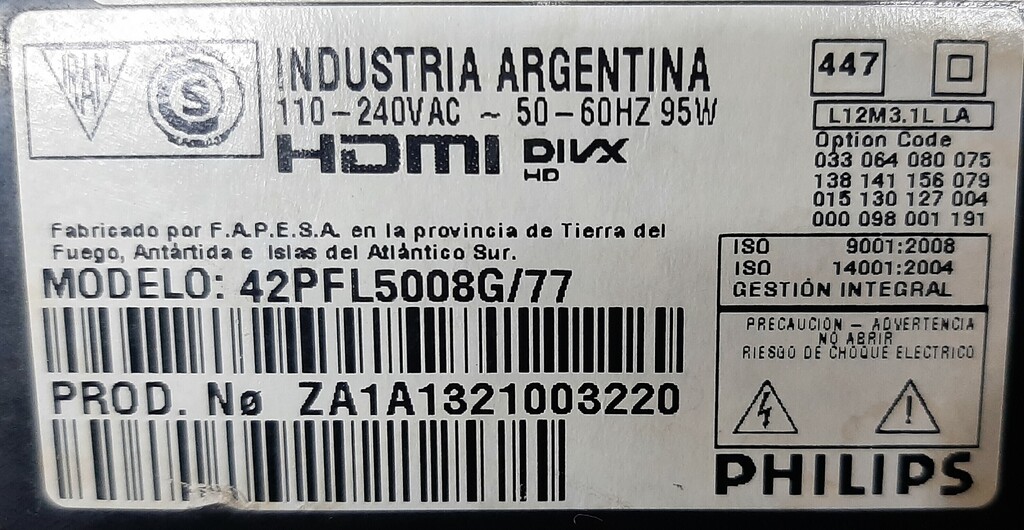 IRAM
S
INDUSTRIA ARGENTINA
110-240VAC ~ 50-60HZ 95W
HDMI DIVX
HD
447
L12M3.1L LA
Option Code
033 064 080 075
138 141 156 079
015 130 127 004
000 098 001 191
Fabricado por F.A.P.E.S.A. en la provincia de Tierra del
Fuego, Antártida e Islas del Atlántico Sur.
MODELO: 42PFL5008G/77
PROD. Nø ZA1A1321003220
ISO 9001:2008
ISO 14001:2004
GESTIÓN INTEGRAL
PRECAUCION - ADVERTENCIA
NO ABRIR
RIESGO DE CHOQUE ELECTRICO
PHILIPS